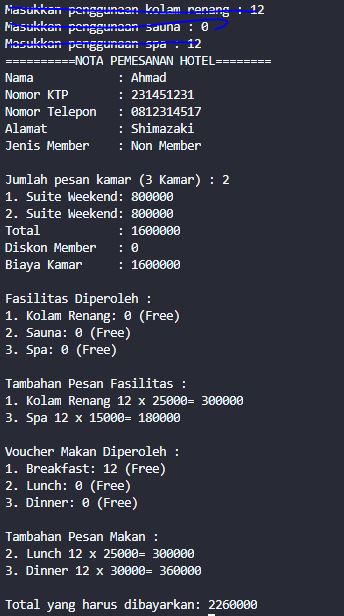 Masukkan penggunaan kolam renang : 12
Masukkan penggunaan sauna : 0
Masukkan penggunaan spa : 12
==========NOTA PEMESANAN HOTEL========
Nama : Ahmad
Nomor KTP : 231451231
Nomor Telepon : 0812314517
Alamat : Shimazaki
Jenis Member : Non Member

Jumlah pesan kamar (3 Kamar) : 2
1. Suite Weekend: 800000
2. Suite Weekend: 800000
Total : 1600000
Diskon Member : 0
Biaya Kamar : 1600000

Fasilitas Diperoleh :
1. Kolam Renang: 0 (Free)
2. Sauna: 0 (Free)
3. Spa: 0 (Free)

Tambahan Pesan Fasilitas :
1. Kolam Renang 12 x 25000= 300000
3. Spa 12 x 15000= 180000

Voucher Makan Diperoleh :
1. Breakfast: 12 (Free)
2. Lunch: 0 (Free)
3. Dinner: 0 (Free)

Tambahan Pesan Makan :
2. Lunch 12 x 25000= 300000
3. Dinner 12 x 30000= 360000

Total yang harus dibayarkan: 2260000